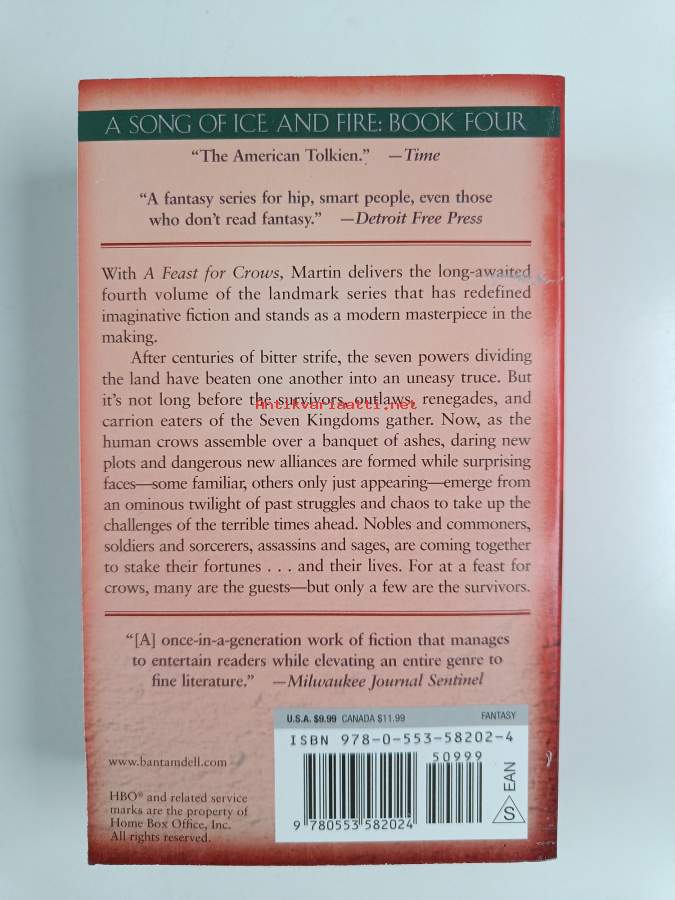 A SONG OF ICE AND FIRE: BOOK FOUR
“The American Tolkien.” —Time
“A fantasy series for hip, smart people, even those
who don’t read fantasy.” —Detroit Free Press
With A Feast for Crows, Martin delivers the long-awaited
fourth volume of the landmark series that has redefined
imaginative fiction and stands as a modern masterpiece in the
making.
After centuries of bitter strife, the seven powers dividing
the land have beaten one another into an uneasy truce. But
it’s not long before the survivors, outlaws, renegades, and
Antikvariaatti.net
carrion eaters of the Seven Kingdoms gather. Now, as the
human crows assemble over a banquet of ashes, daring new
plots and dangerous new alliances are formed while surprising
faces—some familiar, others only just appearing—emerge from
an ominous twilight of past struggles and chaos to take up the
challenges of the terrible times ahead. Nobles and commoners,
soldiers and sorcerers, assassins and sages, are coming together
to stake their fortunes . . . and their lives. For at a feast for
crows, many are the guests—but only a few are the survivors.
“[A] once-in-a-generation work of fiction that manages
to entertain readers while elevating an entire genre to
fine literature.” —Milwaukee Journal Sentinel
U.S.A. $9.99 CANADA $11.99 FANTASY
ISBN 978-0-553-58202-4
50999
9 780553 582024
S EAN
www.bantamdell.com
HBO® and related service
marks are the property of
Home Box Office, Inc.
All rights reserved.